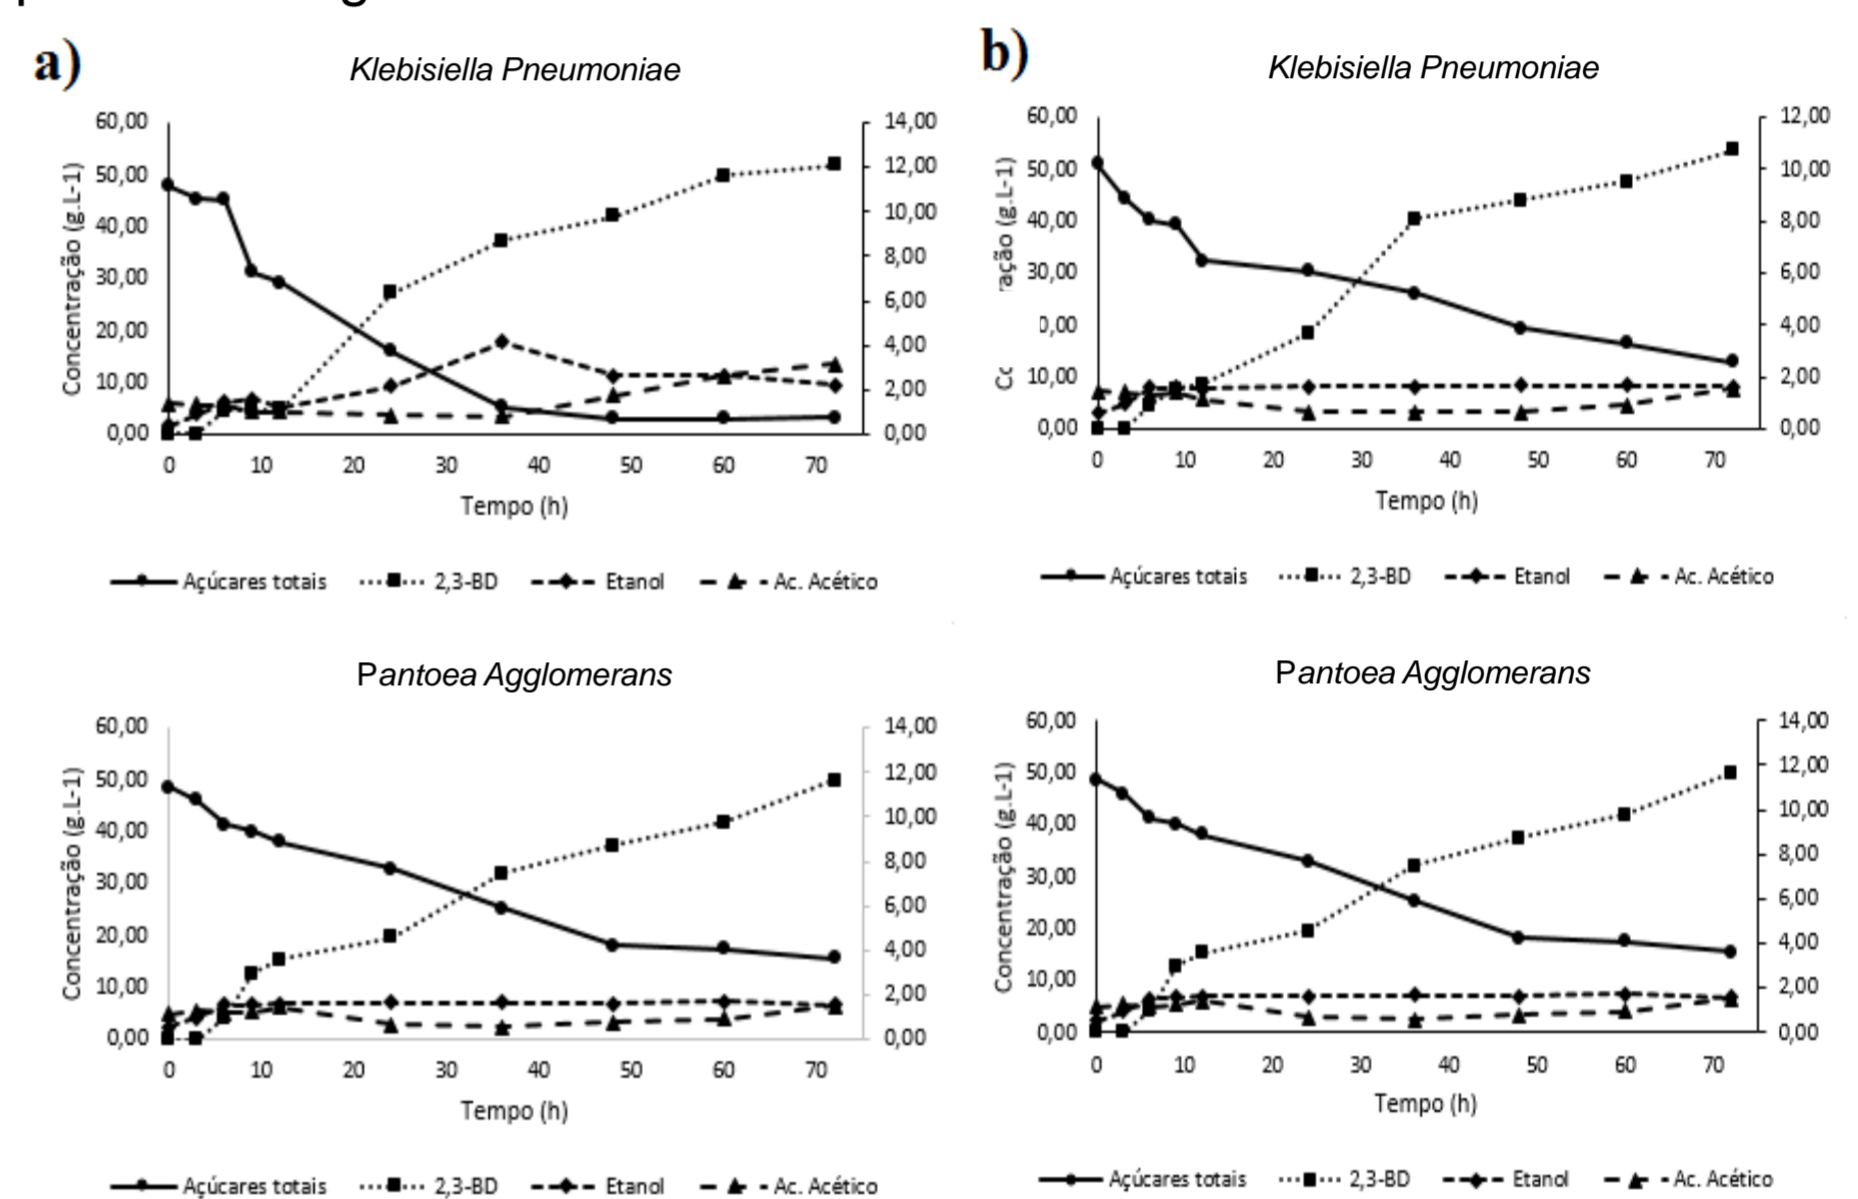 a)
Klebisiella Pneumoniae
60,00
50,00
40,00
30,00
20,00
10,00
0,00
Concentração (g.L-1)
14,00
12,00
10,00
8,00
6,00
4,00
2,00
0,00
0 10 20 30 40 50 60 70
Tempo (h)
Açúcares totais 2,3-BD Etanol Ac. Acético
b)
Klebisiella Pneumoniae
60,00
50,00
40,00
30,00
0,00
10,00
0,00
Cc ração (g.L-1)
12,00
10,00
8,00
6,00
4,00
2,00
0,00
0 10 20 30 40 50 60 70
Tempo (h)
Açúcares totais 2,3-BD Etanol Ac. Acético
Pantoea Agglomerans
60,00
50,00
40,00
30,00
20,00
10,00
0,00
Concentração (g.L-1)
14,00
12,00
10,00
8,00
6,00
4,00
2,00
0,00
0 10 20 30 40 50 60 70
Tempo (h)
Açúcares totais 2,3-BD Etanol Ac. Acético
Pantoea Agglomerans
60,00
50,00
40,00
30,00
20,00
10,00
0,00
Concentração (g.L-1)
14,00
12,00
10,00
8,00
6,00
4,00
2,00
0,00
0 10 20 30 40 50 60 70
Tempo (h)
Açúcares totais 2,3-BD Etanol Ac. Acético